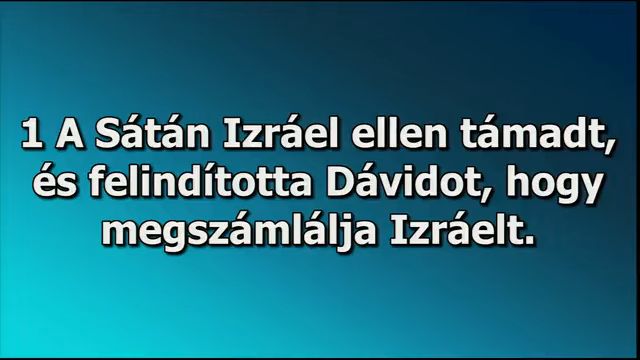 1 A Sátán Izráel ellen támadt,
és felindította Dávidot, hogy
megszámlálja Izráelt.